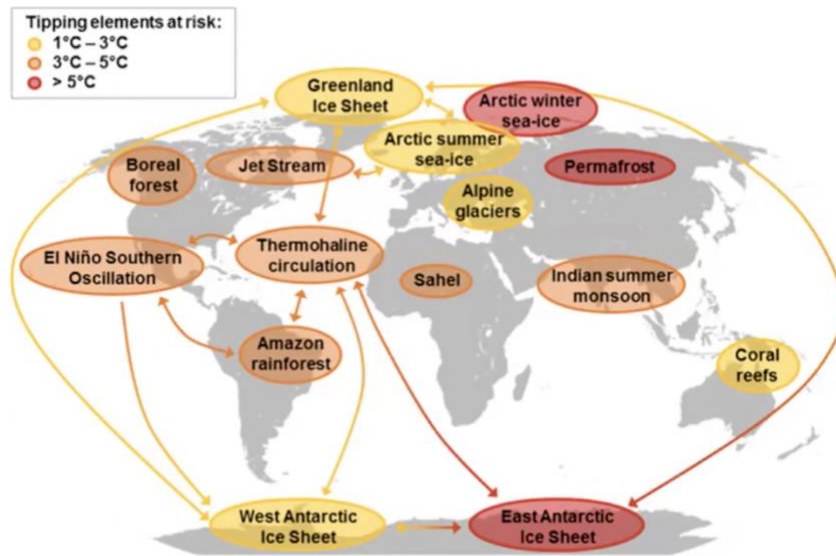 Tipping elements at risk:
1°C – 3°C
3°C – 5°C
> 5°C
Greenland
Ice Sheet
Arctic winter
sea-ice
Arctic summer
sea-ice
Boreal
forest
Jet Stream
Permafrost
Alpine
glaciers
El Niño Southern
Oscillation
Thermohaline
circulation
Sahel
Indian summer
monsoon
Amazon
rainforest
Coral
reefs
West Antarctic
Ice Sheet
East Antarctic
Ice Sheet